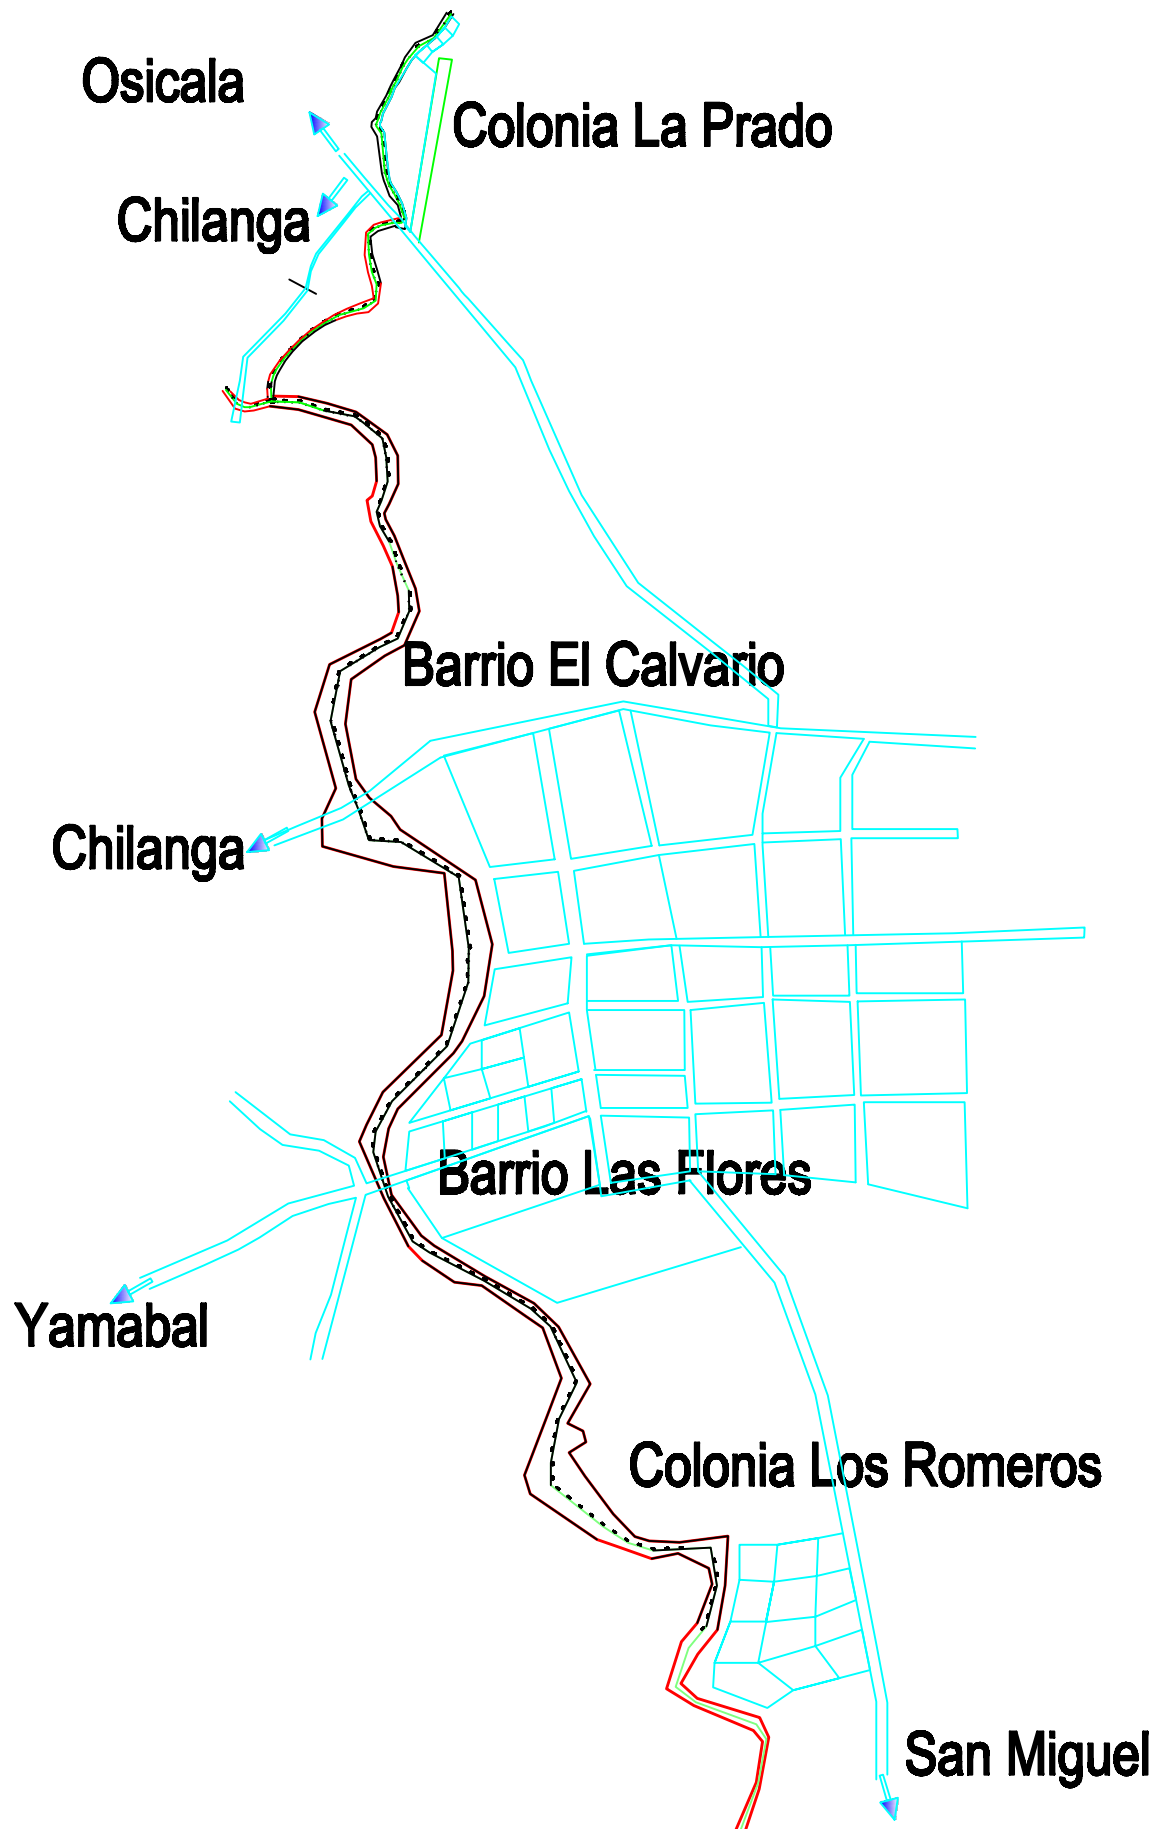 Osicala
Colonia La Prado
Chilanga
Barrio El Calvario
Chilanga
Barrio Las Flores
Yamabal
Colonia Los Romeros
San Miguel